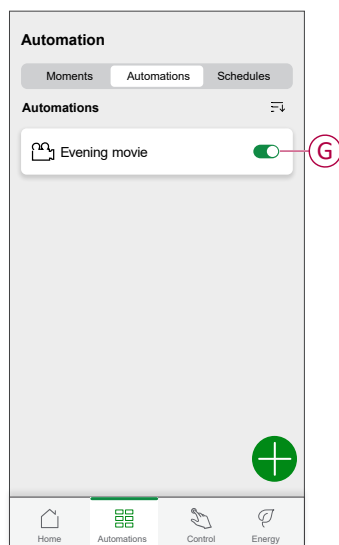 Automation
Moments Automations Schedules
Automations
Evening movie
G
Home Automations Control Energy